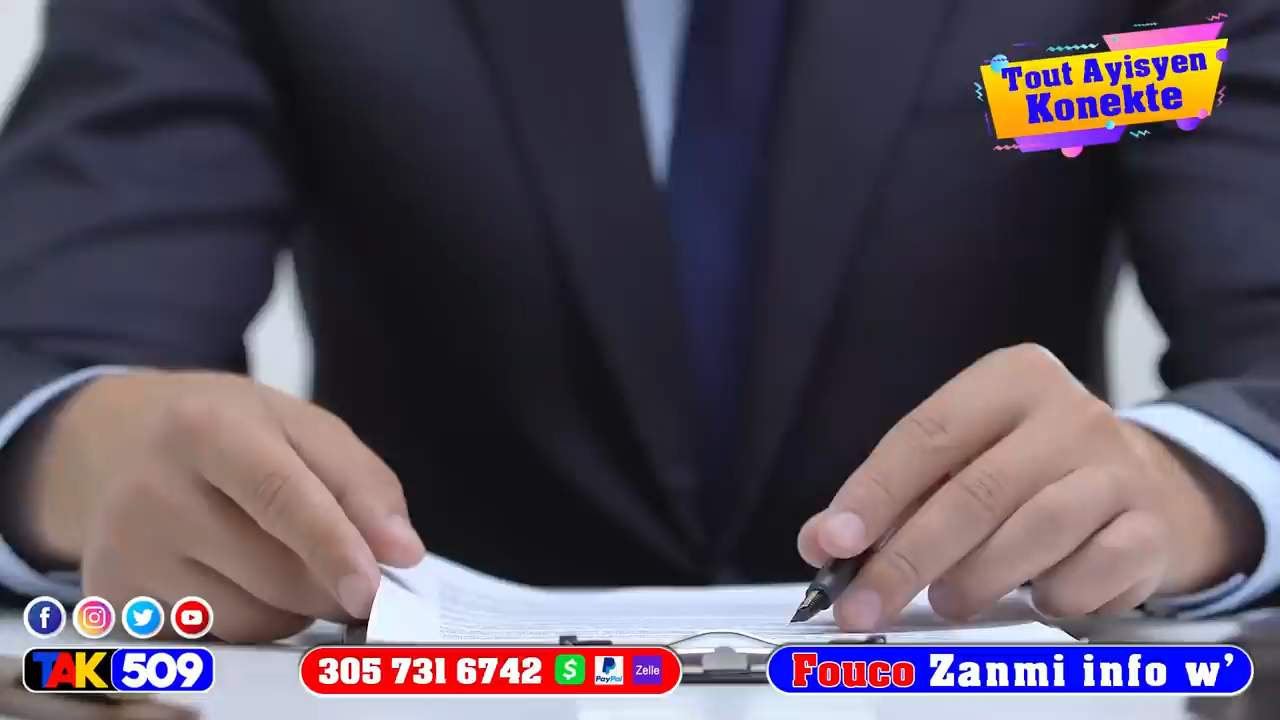 Tout Ayisyen
Konekte
TAK 509
305 731 6742
$
PayPal
Zelle
Fouco Zanmi info w'